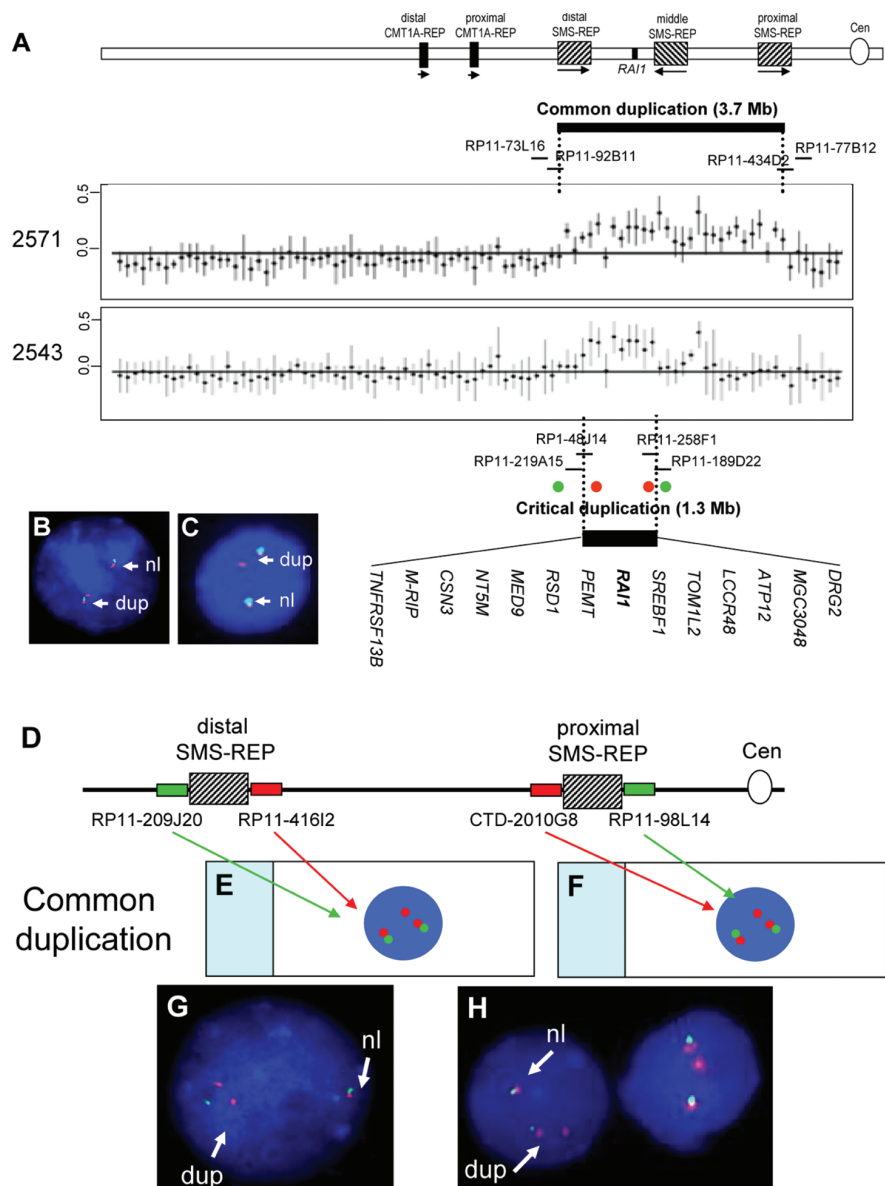 A
distal
CMT1A-REP
proximal
CMT1A-REP
distal
SMS-REP
middle
SMS-REP
proximal
SMS-REP
Cen
RAI1
Common duplication (3.7 Mb)
RP11-73L16
RP11-92B11
RP11-434D2
RP11-77B12
2571
0.5
0.0
2543
0.5
0.0
RP1-48J14
RP11-258F1
RP11-219A15
RP11-189D22
Critical duplication (1.3 Mb)
B
nl
dup
C
dup
nl
TNFRSF13B
M-RIP
CSN3
NT5M
MED9
RSD1
PEMT
RAI1
SREBF1
TOM1L2
LCCR48
ATP12
MGC3048
DRG2
D
distal
SMS-REP
proximal
SMS-REP
Cen
RP11-209J20
RP11-416I2
CTD-2010G8
RP11-98L14
Common
duplication
E
F
G
nl
dup
H
nl
dup